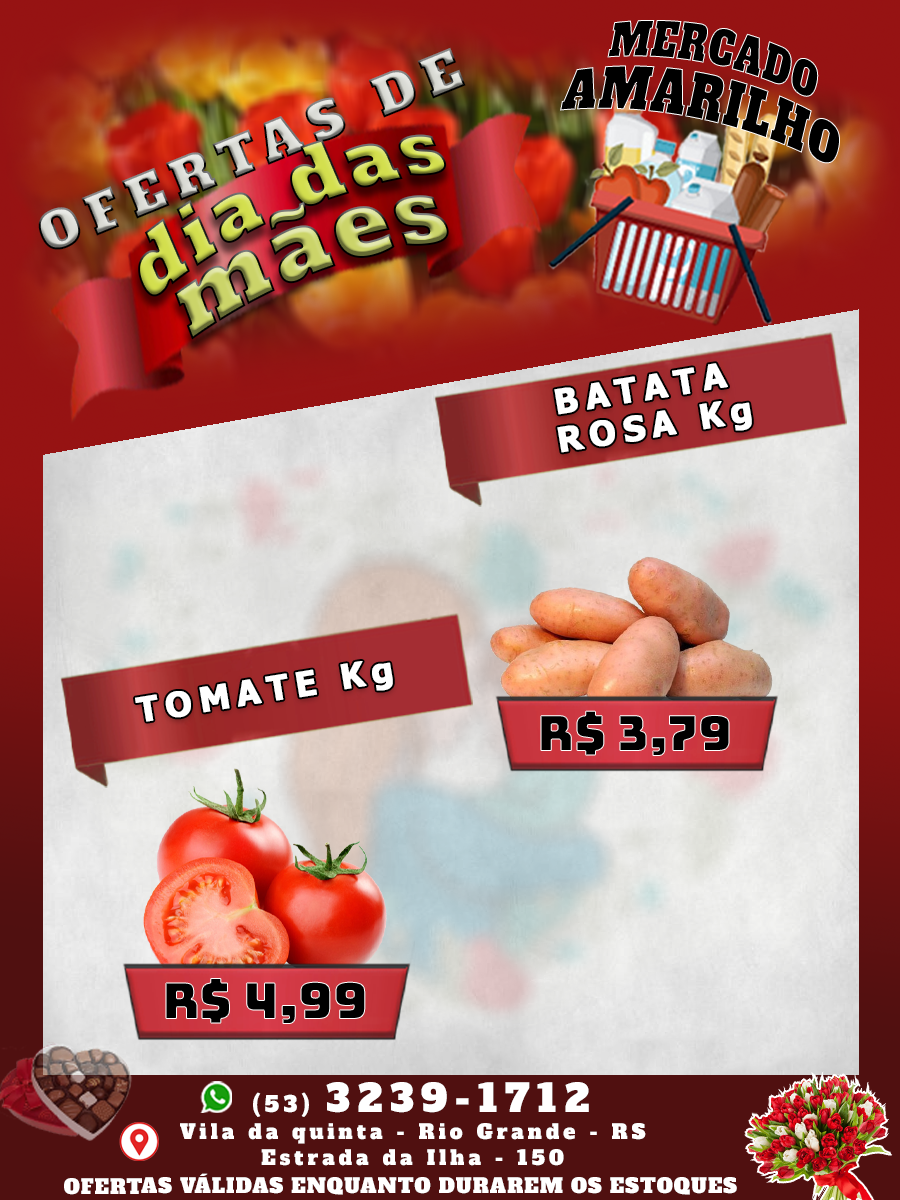 OFERTAS DE
dia das
mães
MERCADO
AMARILHO
BATATA
ROSA Kg
R$ 3,79
TOMATE Kg
R$ 4,99
(53) 3239-1712
Vila da quinta - Rio Grande - RS
Estrada da Ilha - 150
OFERTAS VÁLIDAS ENQUANTO DURAREM OS ESTOQUES